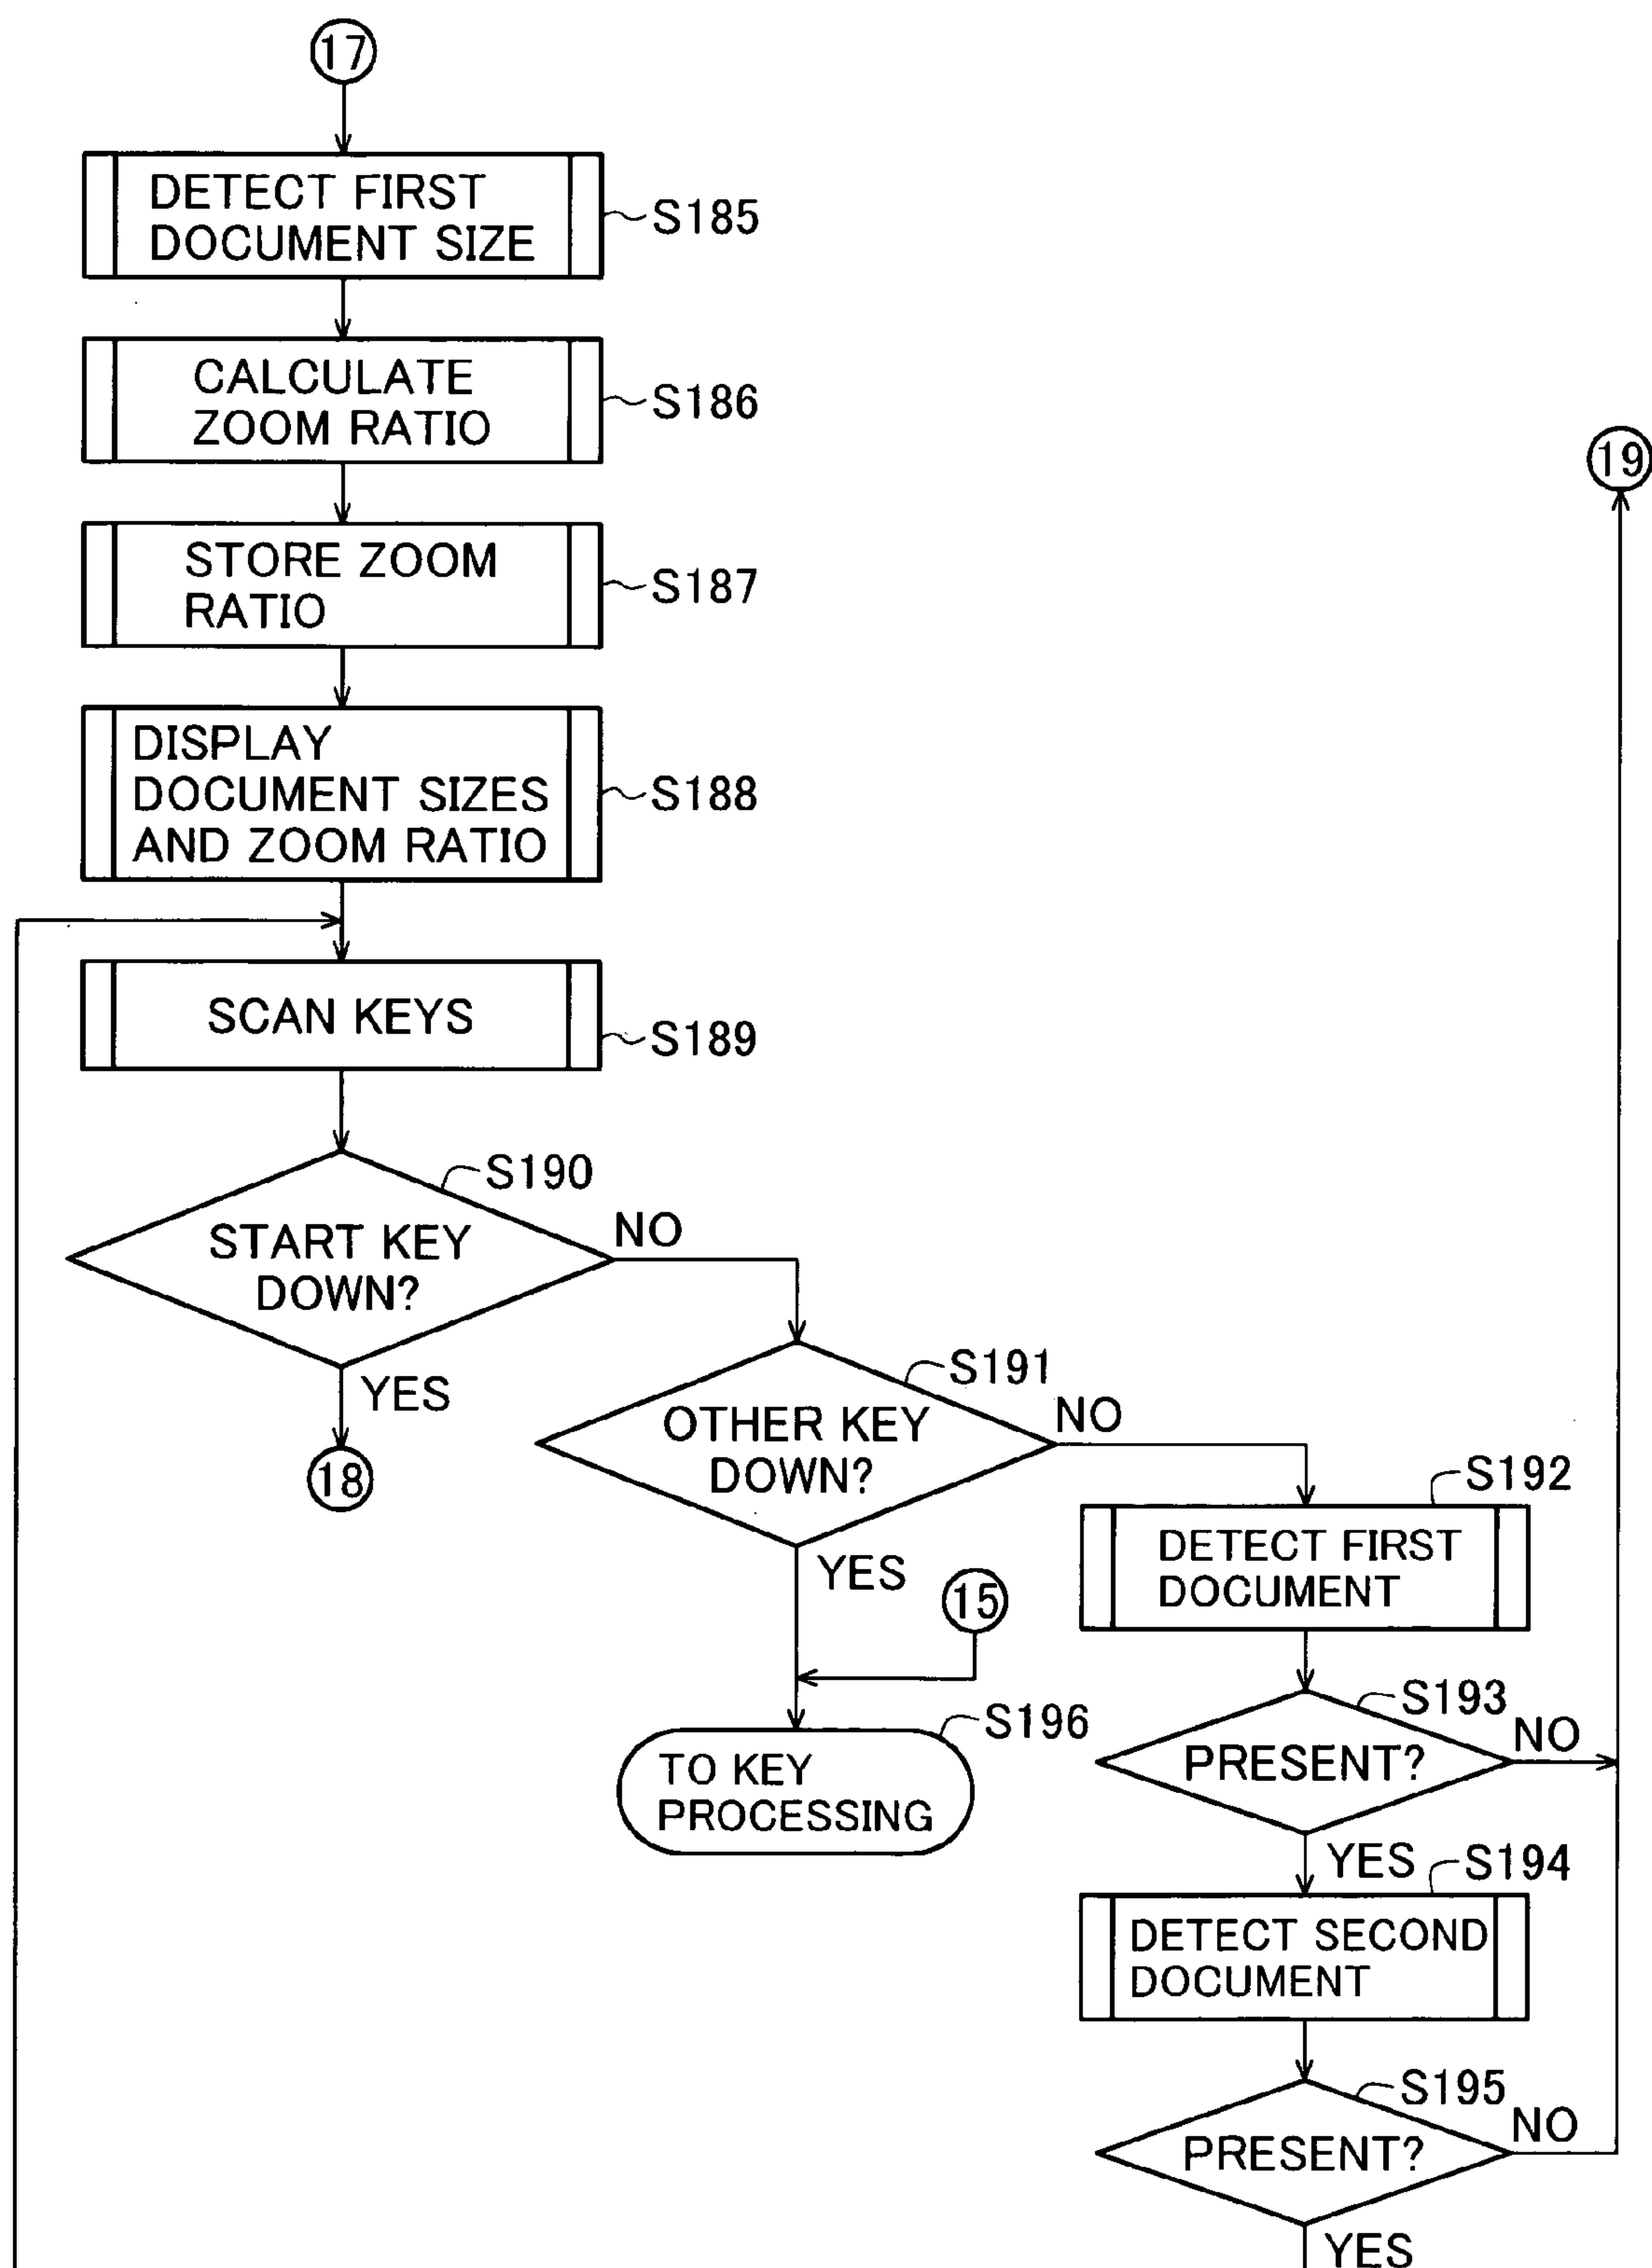 17
DETECT FIRST
DOCUMENT SIZE
S185
CALCULATE
ZOOM RATIO
S186
19
STORE ZOOM
RATIO
S187
DISPLAY
DOCUMENT SIZES
AND ZOOM RATIO
S188
SCAN KEYS
S189
S190
START KEY
DOWN?
NO
YES
18
S191
OTHER KEY
DOWN?
NO
YES
15
S192
DETECT FIRST
DOCUMENT
S193
PRESENT?
NO
YES
S196
TO KEY
PROCESSING
S194
DETECT SECOND
DOCUMENT
S195
PRESENT?
NO
YES